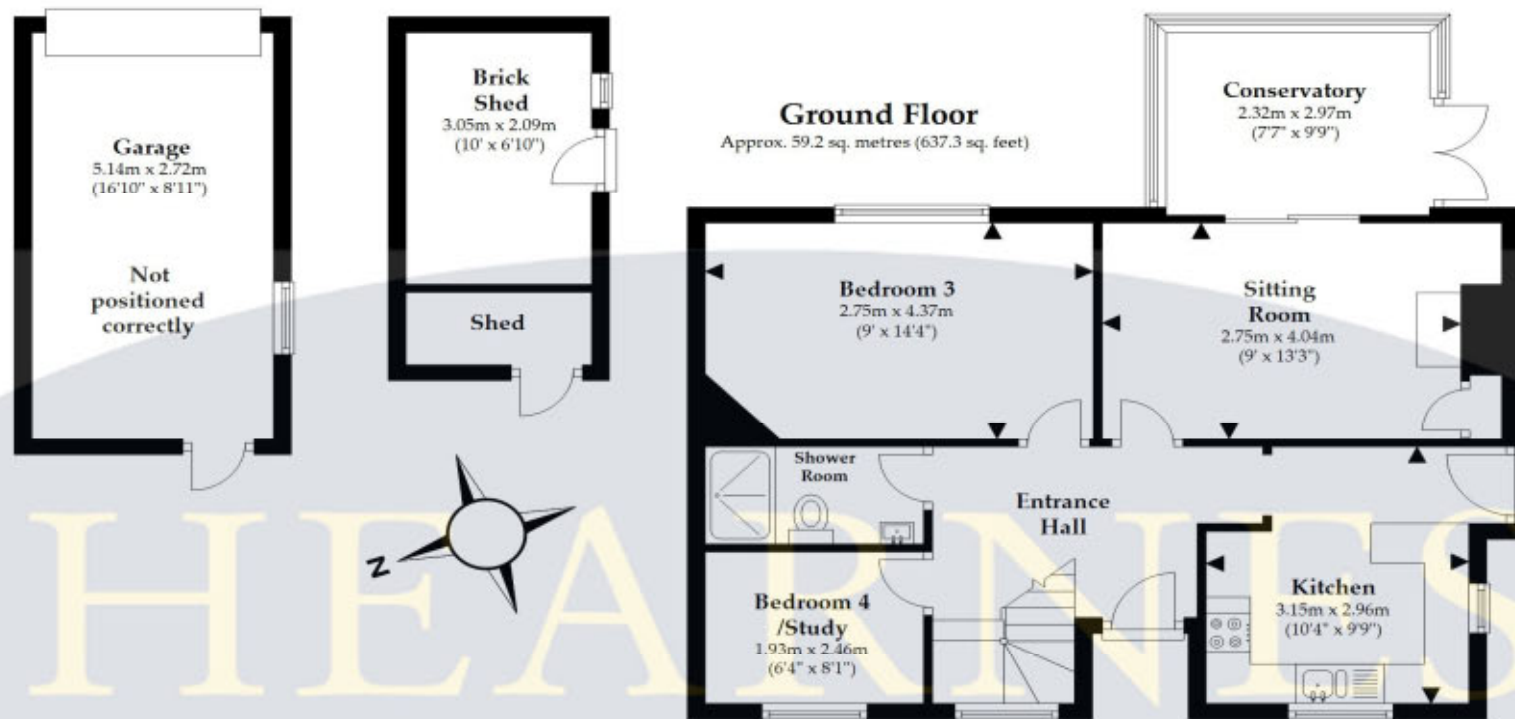 Garage
5.14m x 2.72m
(16'10" x 8'11")
Not
positioned
correctly
Brick
Shed
3.05m x 2.09m
(10' x 6'10")
Shed
Ground Floor
Approx. 59.2 sq. metres (637.3 sq. feet)
Conservatory
2.32m x 2.97m
(7'7" x 9'9")
Bedroom 3
2.75m x 4.37m
(9' x 14'4")
Sitting
Room
2.75m x 4.04m
(9' x 13'3")
Shower
Room
Entrance
Hall
Bedroom 4
/Study
1.93m x 2.46m
(6'4" x 8'1")
Kitchen
3.15m x 2.96m
(10'4" x 9'9")
N
HEARNES